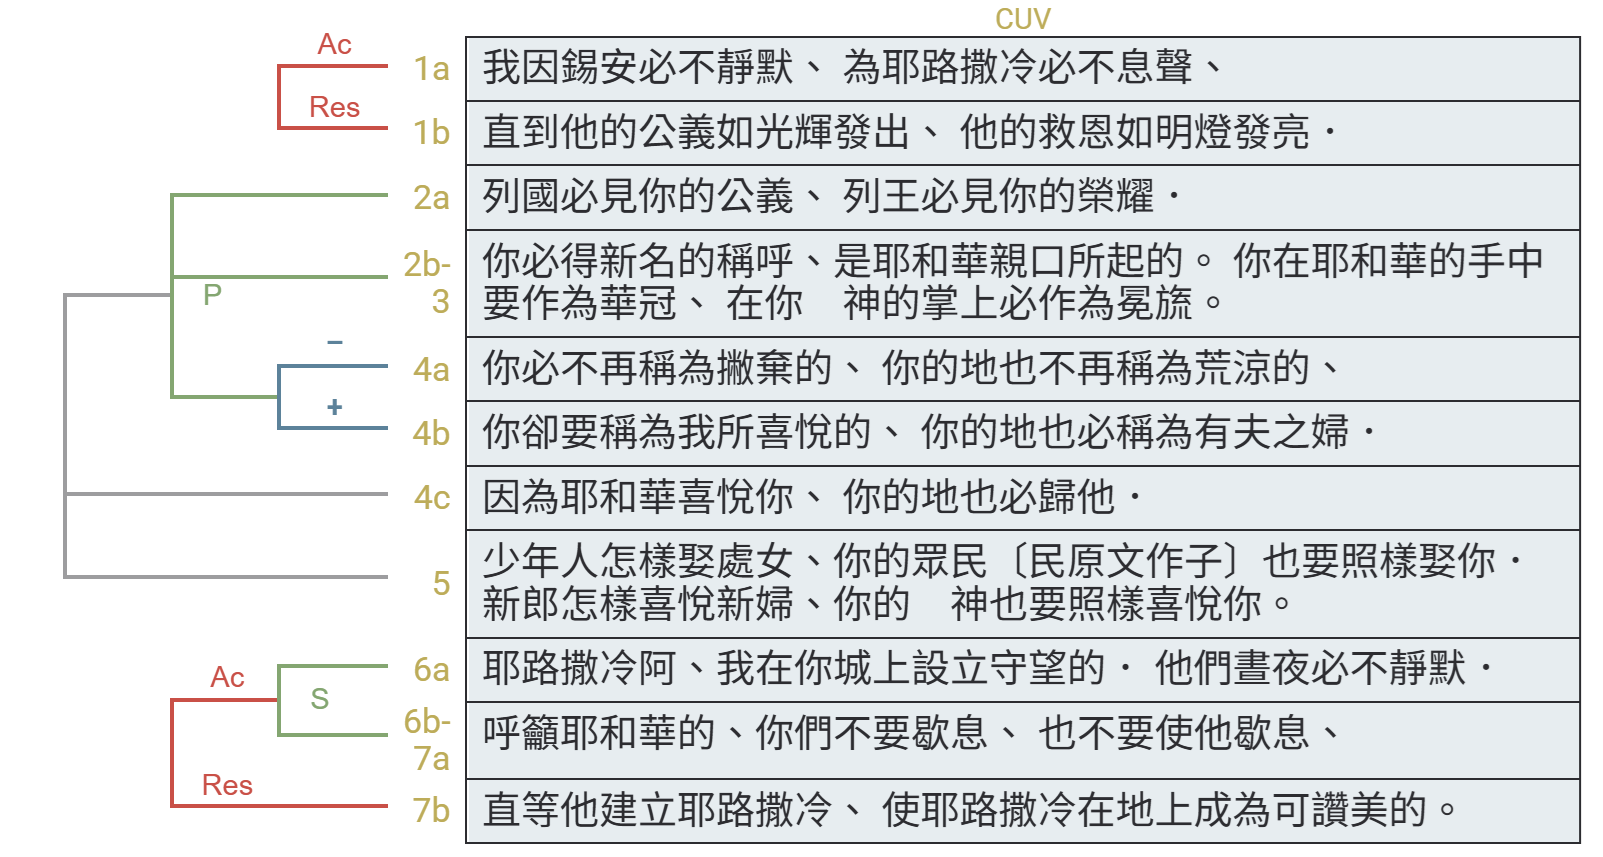 CUV
Ac
1a 我因錫安必不靜默、 為耶路撒冷必不息聲、
Res
1b 直到他的公義如光輝發出、 他的救恩如明燈發亮．
2a 列國必見你的公義、 列王必見你的榮耀．
2b- 你必得新名的稱呼、是耶和華親口所起的。 你在耶和華的手中
P
3 要作為華冠、 在你　神的掌上必作為冕旒。
–
4a 你必不再稱為撇棄的、 你的地也不再稱為荒涼的、
+
4b 你卻要稱為我所喜悅的、 你的地也必稱為有夫之婦．
4c 因為耶和華喜悅你、 你的地也必歸他．
5 少年人怎樣娶處女、你的眾民〔民原文作子〕也要照樣娶你．
新郎怎樣喜悅新婦、你的　神也要照樣喜悅你。
Ac
6a 耶路撒冷阿、我在你城上設立守望的． 他們晝夜必不靜默．
S
6b- 呼籲耶和華的、你們不要歇息、 也不要使他歇息、
7a
Res
7b 直等他建立耶路撒冷、 使耶路撒冷在地上成為可讚美的。